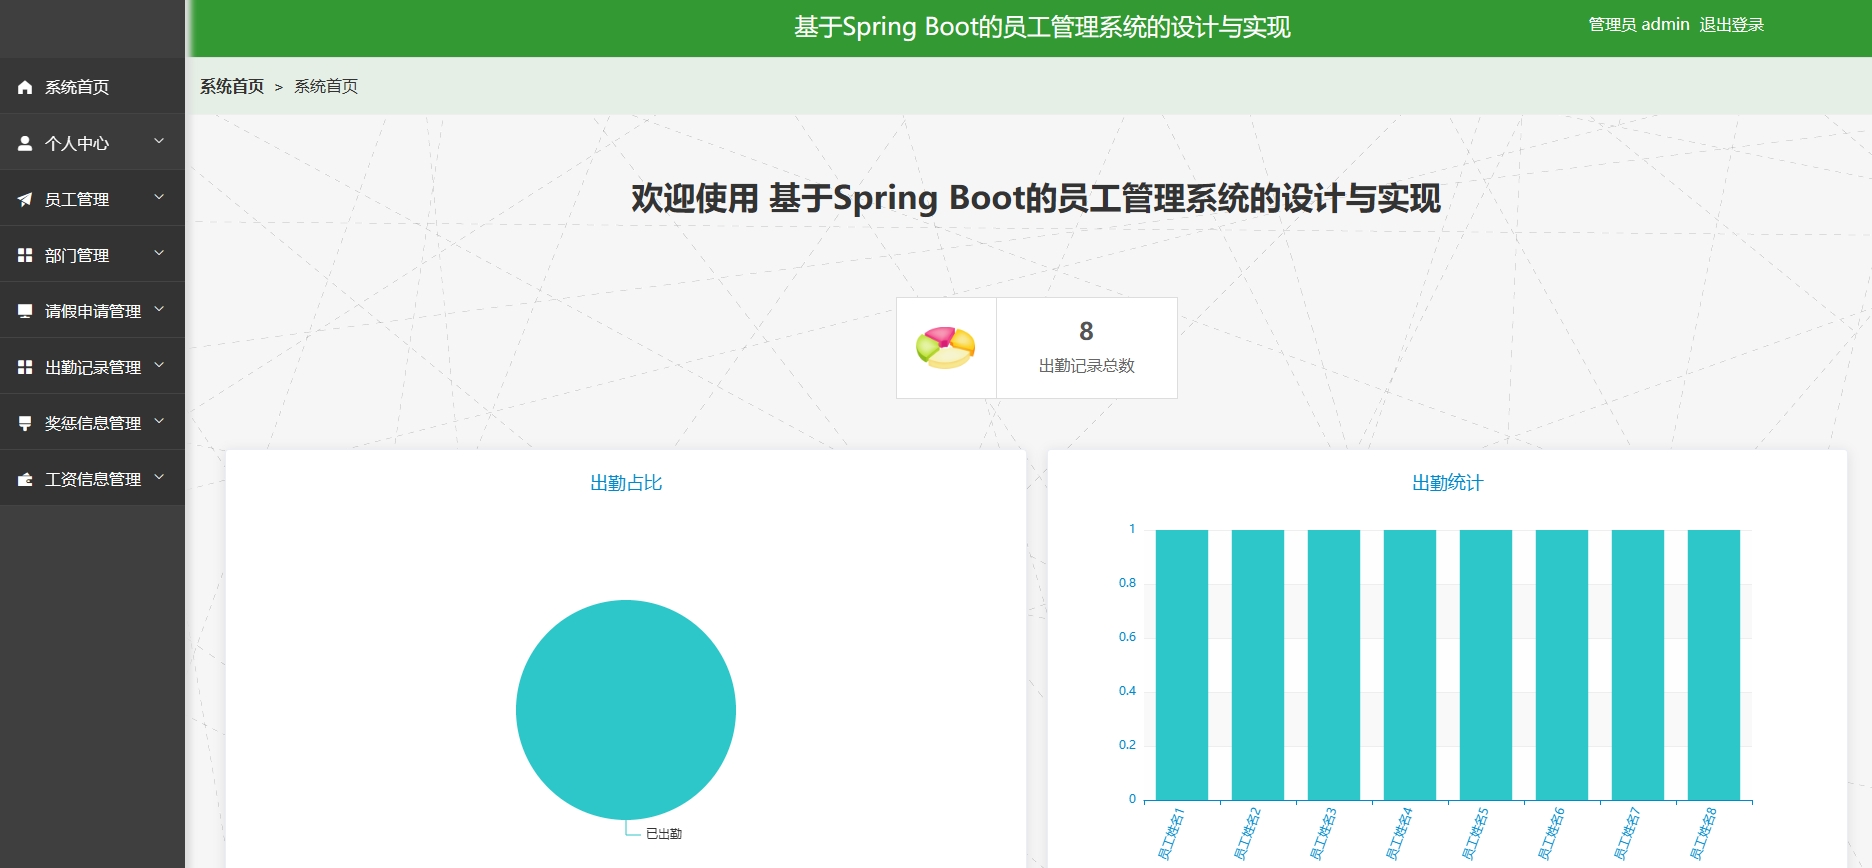 基于Spring Boot的员工管理系统的设计与实现
管理员 admin 退出登录
系统首页
个人中心
员工管理
部门管理
请假申请管理
出勤记录管理
奖惩信息管理
工资信息管理
系统首页 > 系统首页
欢迎使用 基于Spring Boot的员工管理系统的设计与实现
8
出勤记录总数
出勤占比
已出勤
出勤统计
1
0.8
0.6
0.4
0.2
0
员工姓名1
员工姓名2
员工姓名3
员工姓名4
员工姓名5
员工姓名6
员工姓名7
员工姓名8